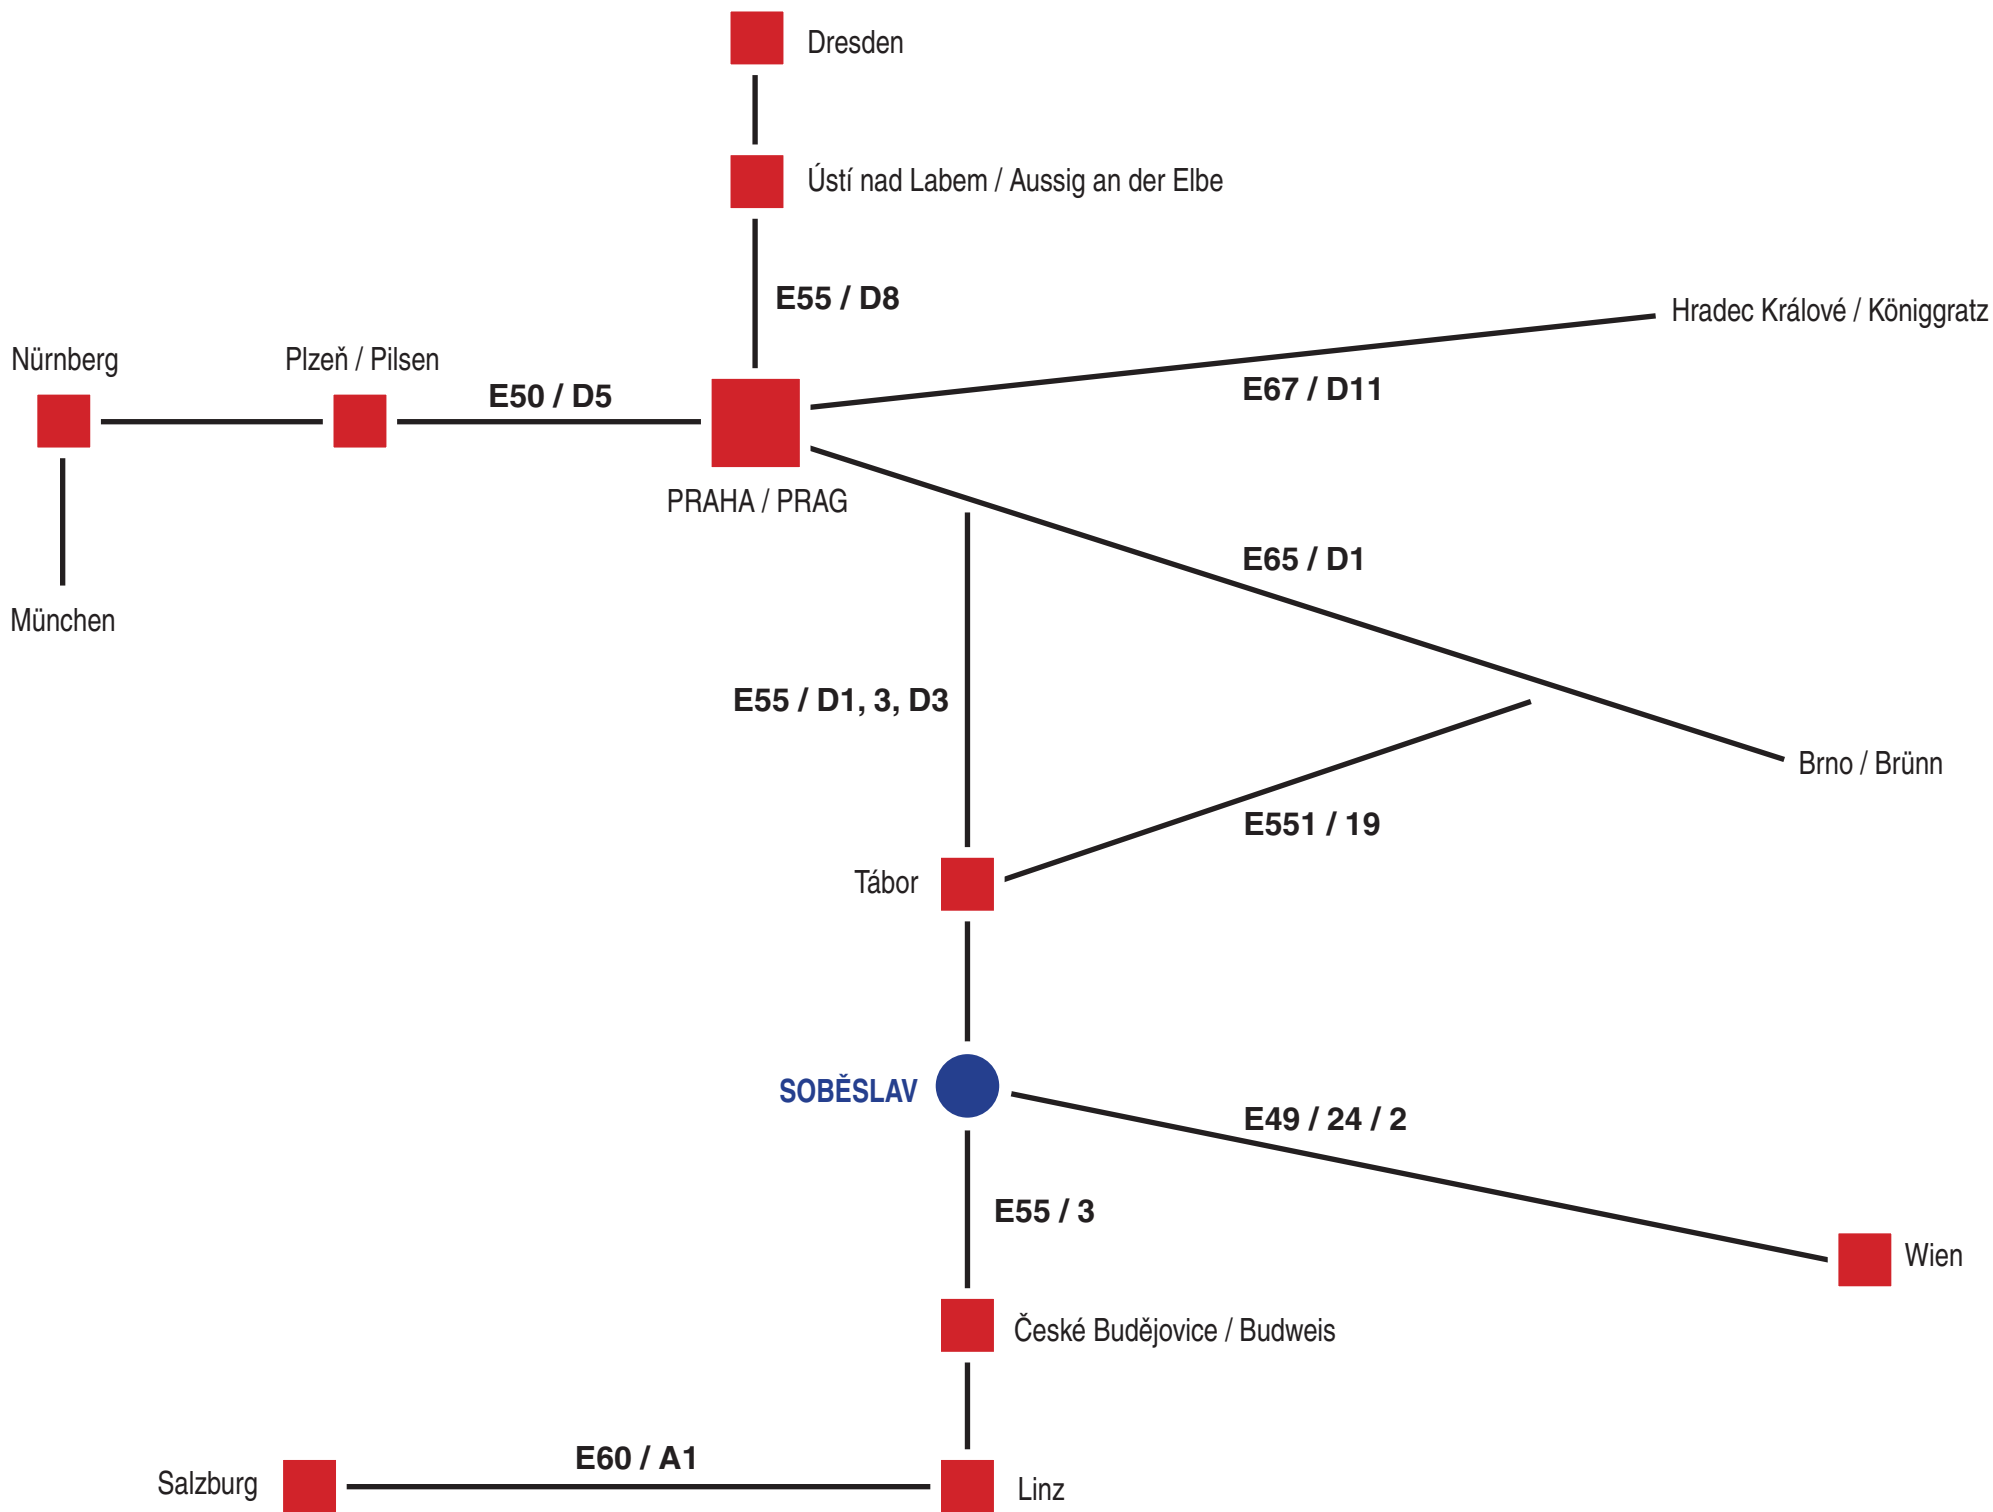 Dresden
Ústí nad Labem / Aussig an der Elbe
E55 / D8
Hradec Králové / Königgratz
Nürnberg
Plzeň / Pilsen
E50 / D5
E67 / D11
PRAHA / PRAG
E65 / D1
München
E55 / D1, 3, D3
Brno / Brünn
E551 / 19
Tábor
SOBĚSLAV
E49 / 24 / 2
E55 / 3
Wien
České Budějovice / Budweis
E60 / A1
Salzburg
Linz